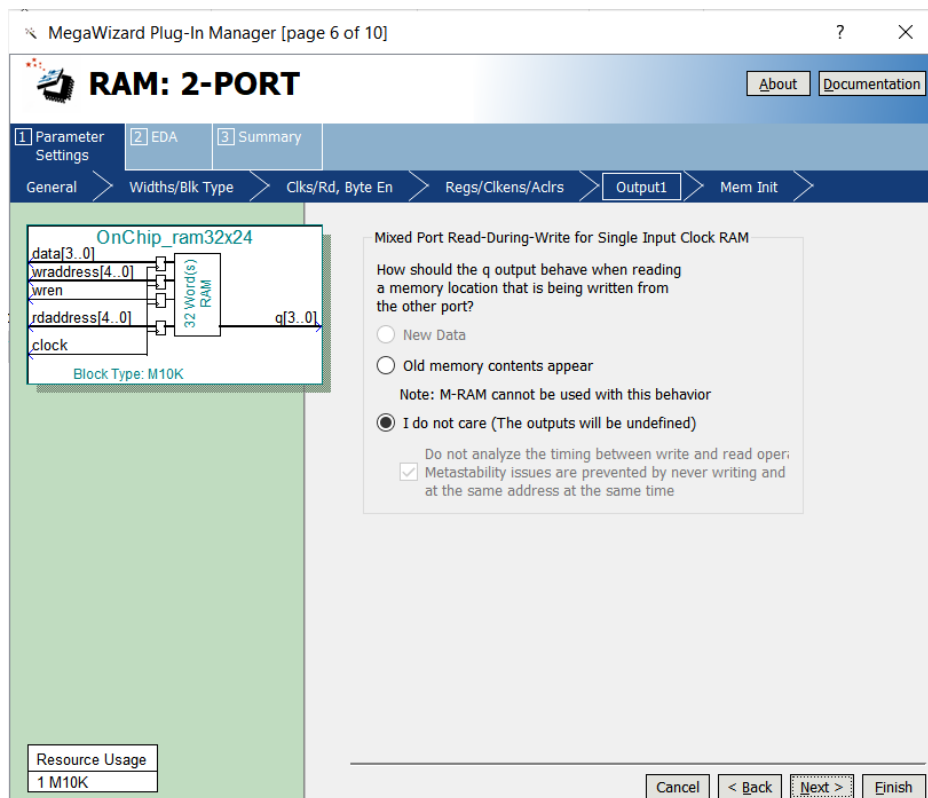 MegaWizard Plug-In Manager [page 6 of 10]
?
RAM: 2-PORT
About
Documentation
1 Parameter
Settings
2 EDA
3 Summary
General
Widths/Blk Type
Clks/Rd, Byte En
Regs/Clkens/Aclrs
Output1
Mem Init
OnChip_ram32x24
data[3..0]
wraddress[4..0]
wren
rdaddress[4..0]
clock
32 Word(s)
RAM
q[3..0]
Block Type: M10K
Mixed Port Read-During-Write for Single Input Clock RAM
How should the q output behave when reading
a memory location that is being written from
the other port?
New Data
Old memory contents appear
Note: M-RAM cannot be used with this behavior
I do not care (The outputs will be undefined)
Do not analyze the timing between write and read opera
Metastability issues are prevented by never writing and
at the same address at the same time
Resource Usage
1 M10K
Cancel
< Back
Next >
Finish